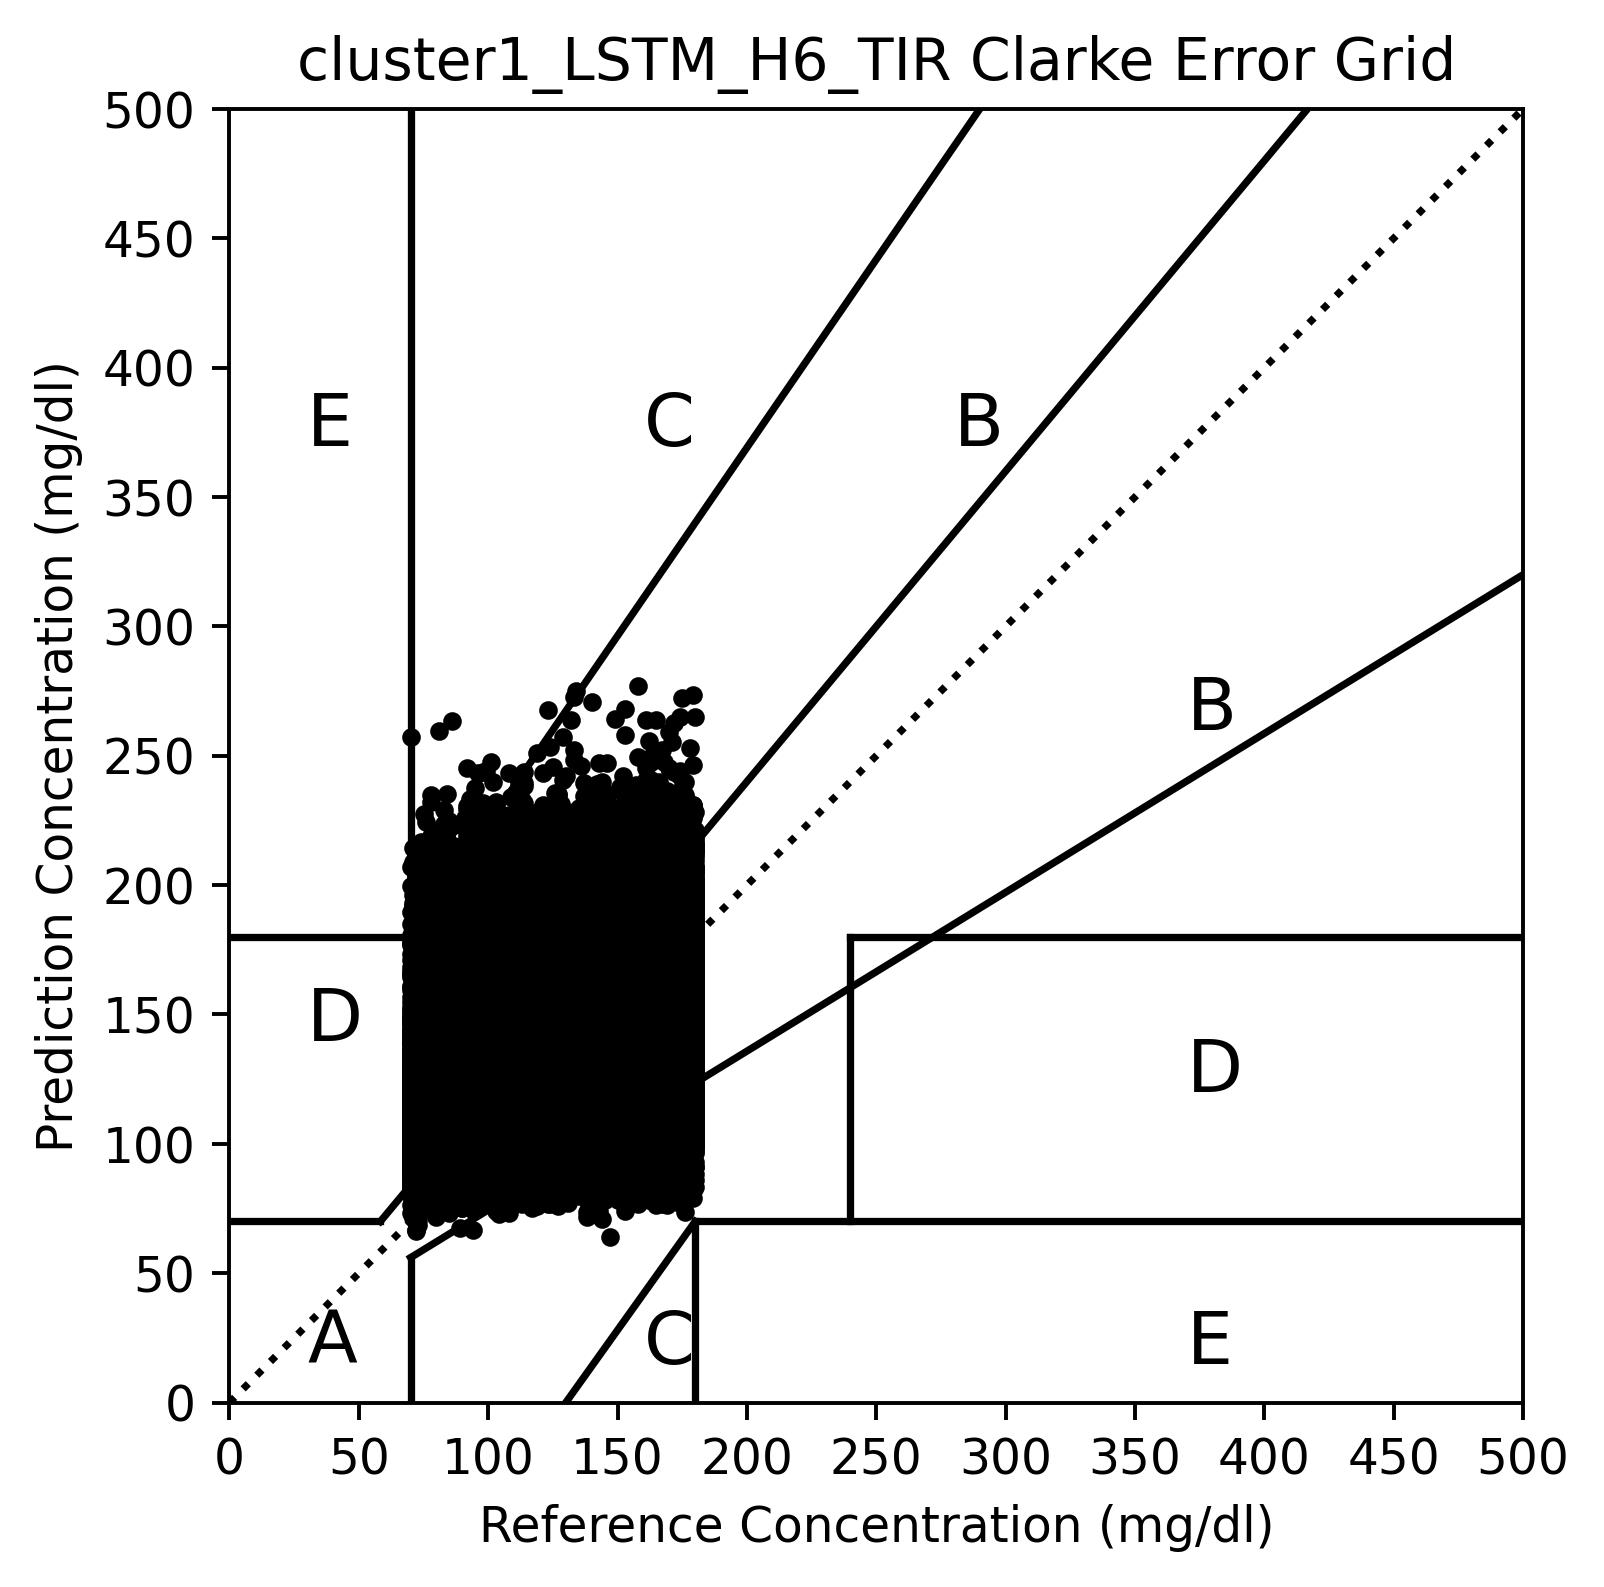 cluster1_LSTM_H6_TIR Clarke Error Grid
500
450
400
350
300
250
200
150
100
50
0
Prediction Concentration (mg/dl)
E C B
B
D D
A C E
0 50 100 150 200 250 300 350 400 450 500
Reference Concentration (mg/dl)